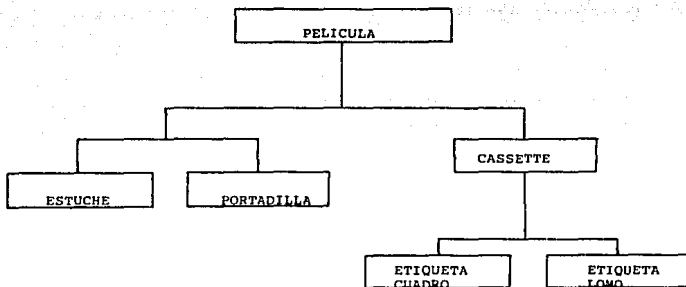 PELICULA
CASSETTE
ESTUCHE
PORTADILLA
ETIQUETA
CUADRO
ETIQUETA
LOMO